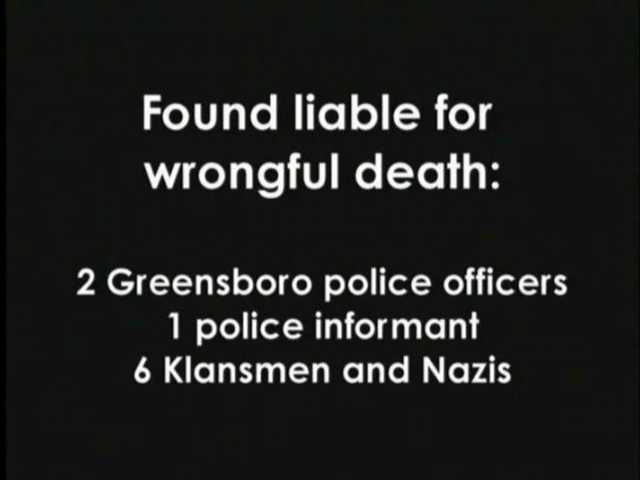 Found liable for
wrongful death:
2 Greensboro police officers
1 police informant
6 Klansmen and Nazis